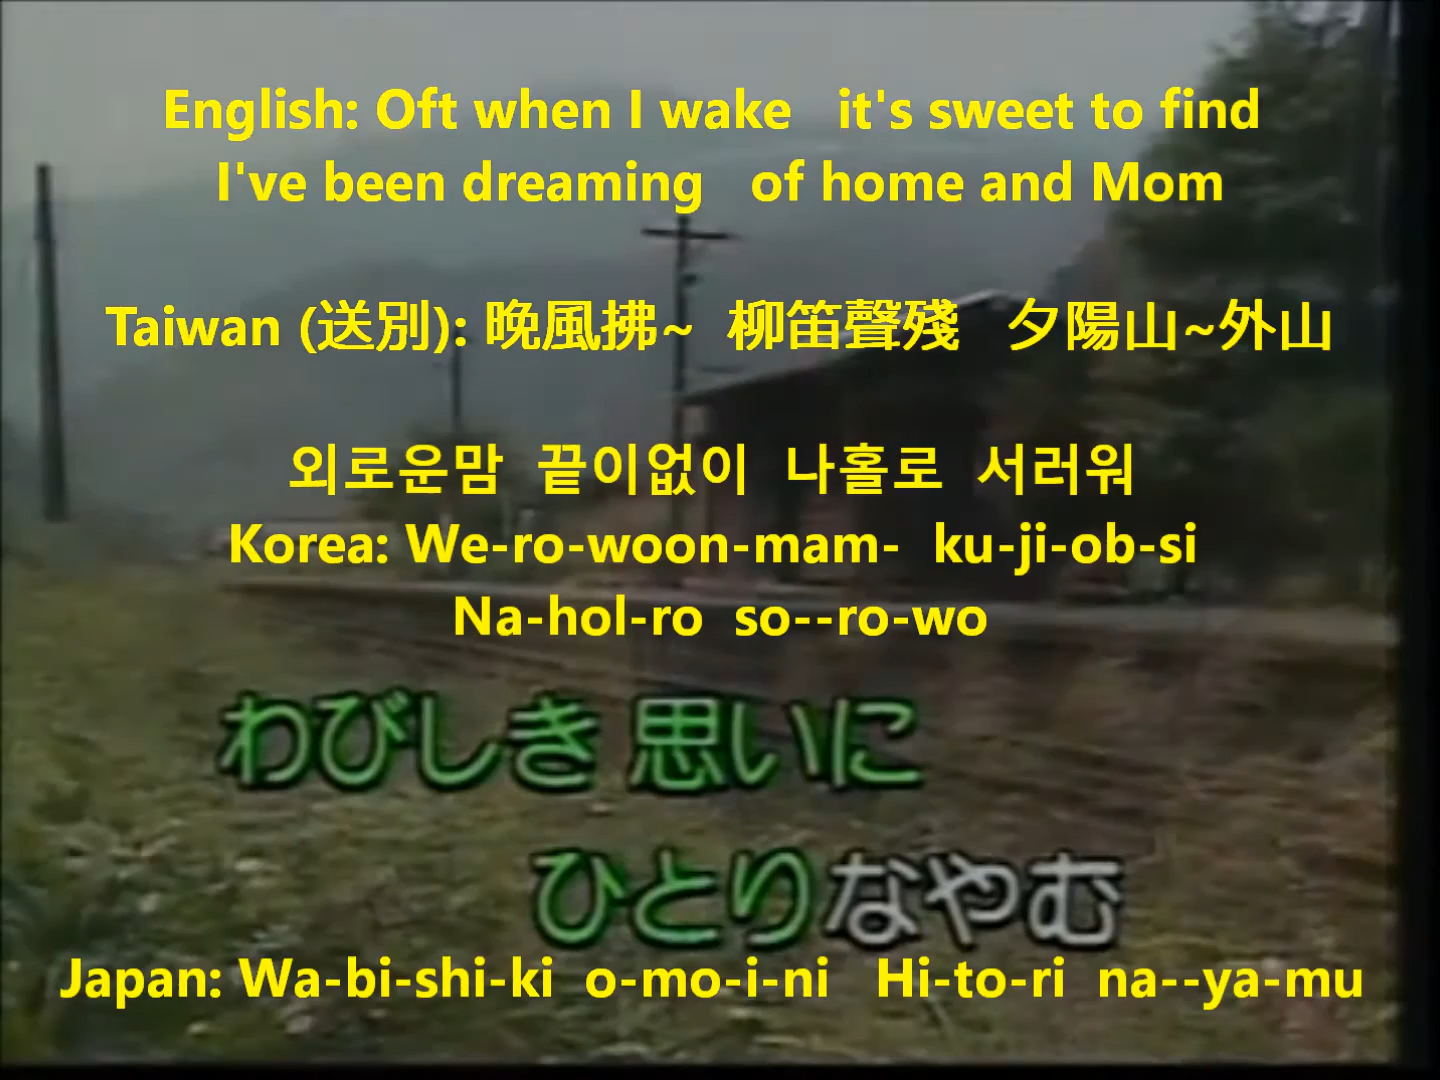 English: Oft when I wake it's sweet to find
I've been dreaming of home and Mom
Taiwan (送別): 晚風拂~ 柳笛聲殘 夕陽山~外山
외로운맘 끝이없이 나홀로 서러워
Korea: We-ro-woon-mam- ku-ji-ob-si
Na-hol-ro so--ro-wo
わびしき 思いに
ひとりなやむ
Japan: Wa-bi-shi-ki o-mo-i-ni Hi-to-ri na--ya-mu